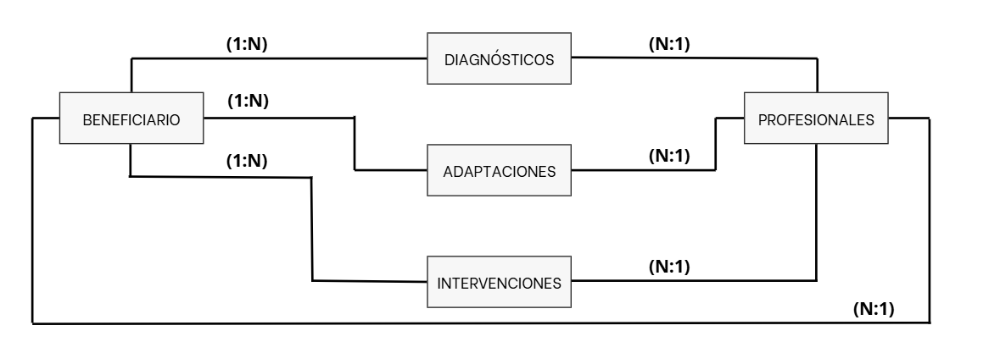 (1:N)
DIAGNÓSTICOS
(N:1)
BENEFICIARIO
(1:N)
PROFESIONALES
(1:N)
ADAPTACIONES
(N:1)
INTERVENCIONES
(N:1)
(N:1)